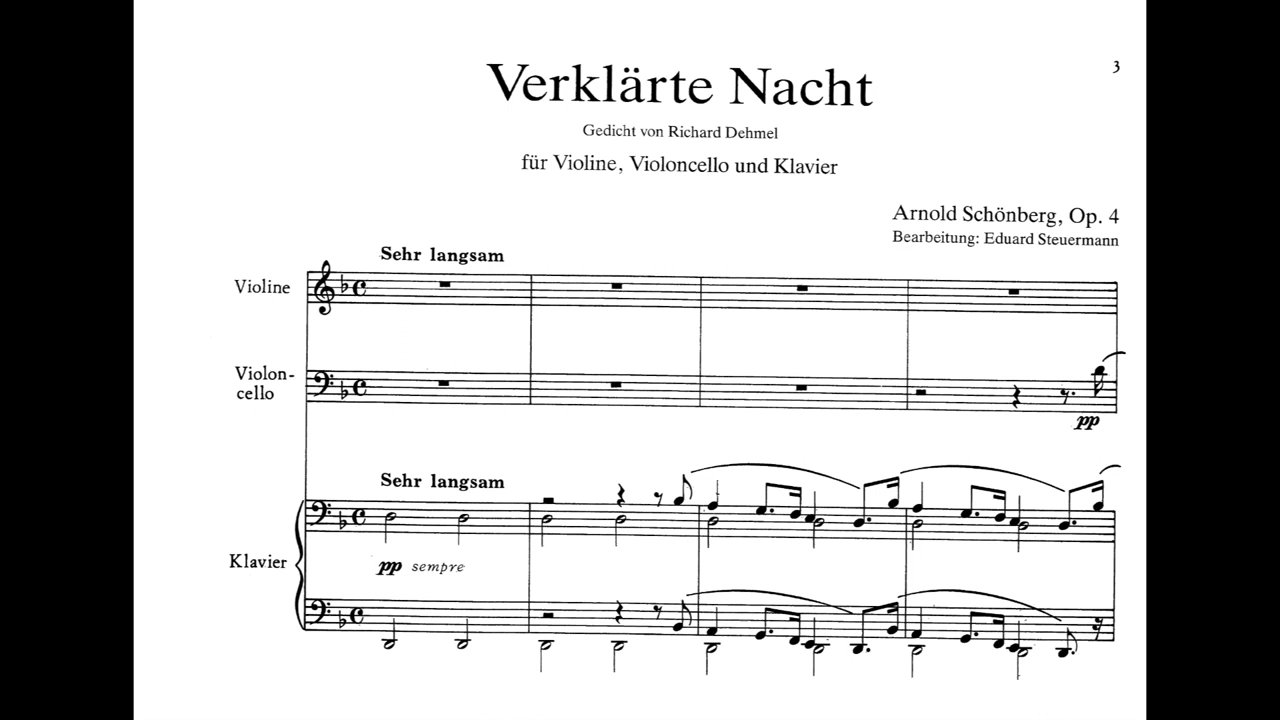 3
Verklärte Nacht
Gedicht von Richard Dehmel
für Violine, Violoncello und Klavier
Arnold Schönberg, Op. 4
Bearbeitung: Eduard Steuermann
Sehr langsam
Violine
Violon-
cello
pp
Sehr langsam
Klavier
pp sempre